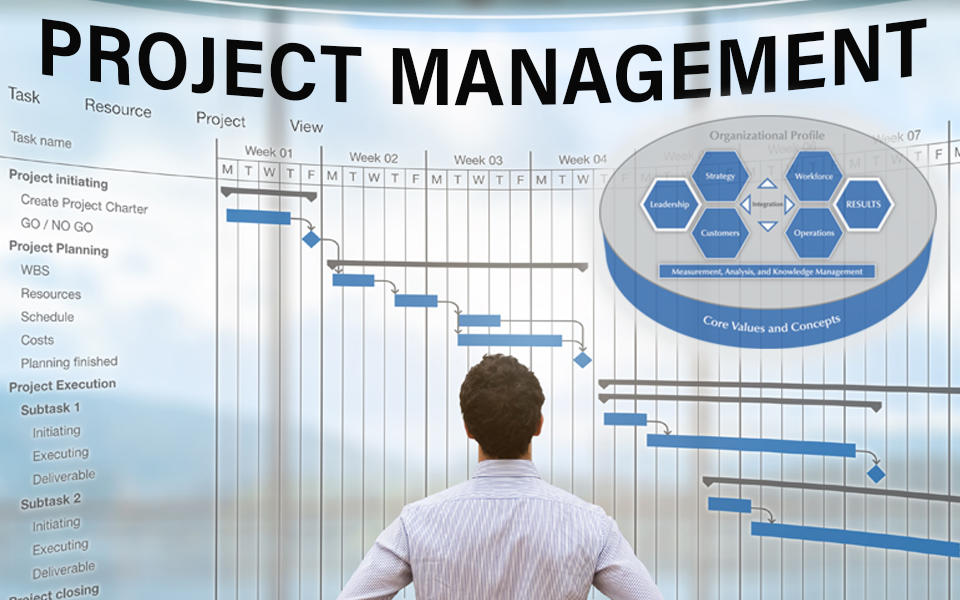 PROJECT MANAGEMENT
Task Resource Project View
Task name
Week 01 Week 02 Week 03 Week 04 Week 07
M T W T F M T W T F M T W T F M T W F M
Project initiating
Create Project Charter
GO / NO GO
Project Planning
WBS
Resources
Schedule
Costs
Planning finished
Project Execution
Subtask 1
Initiating
Executing
Deliverable
Subtask 2
Initiating
Executing
Deliverable
Project closing
Organizational Profile
Strategy Workforce
Leadership Integration RESULTS
Customers Operations
Measurement, Analysis, and Knowledge Management
Core Values and Concepts